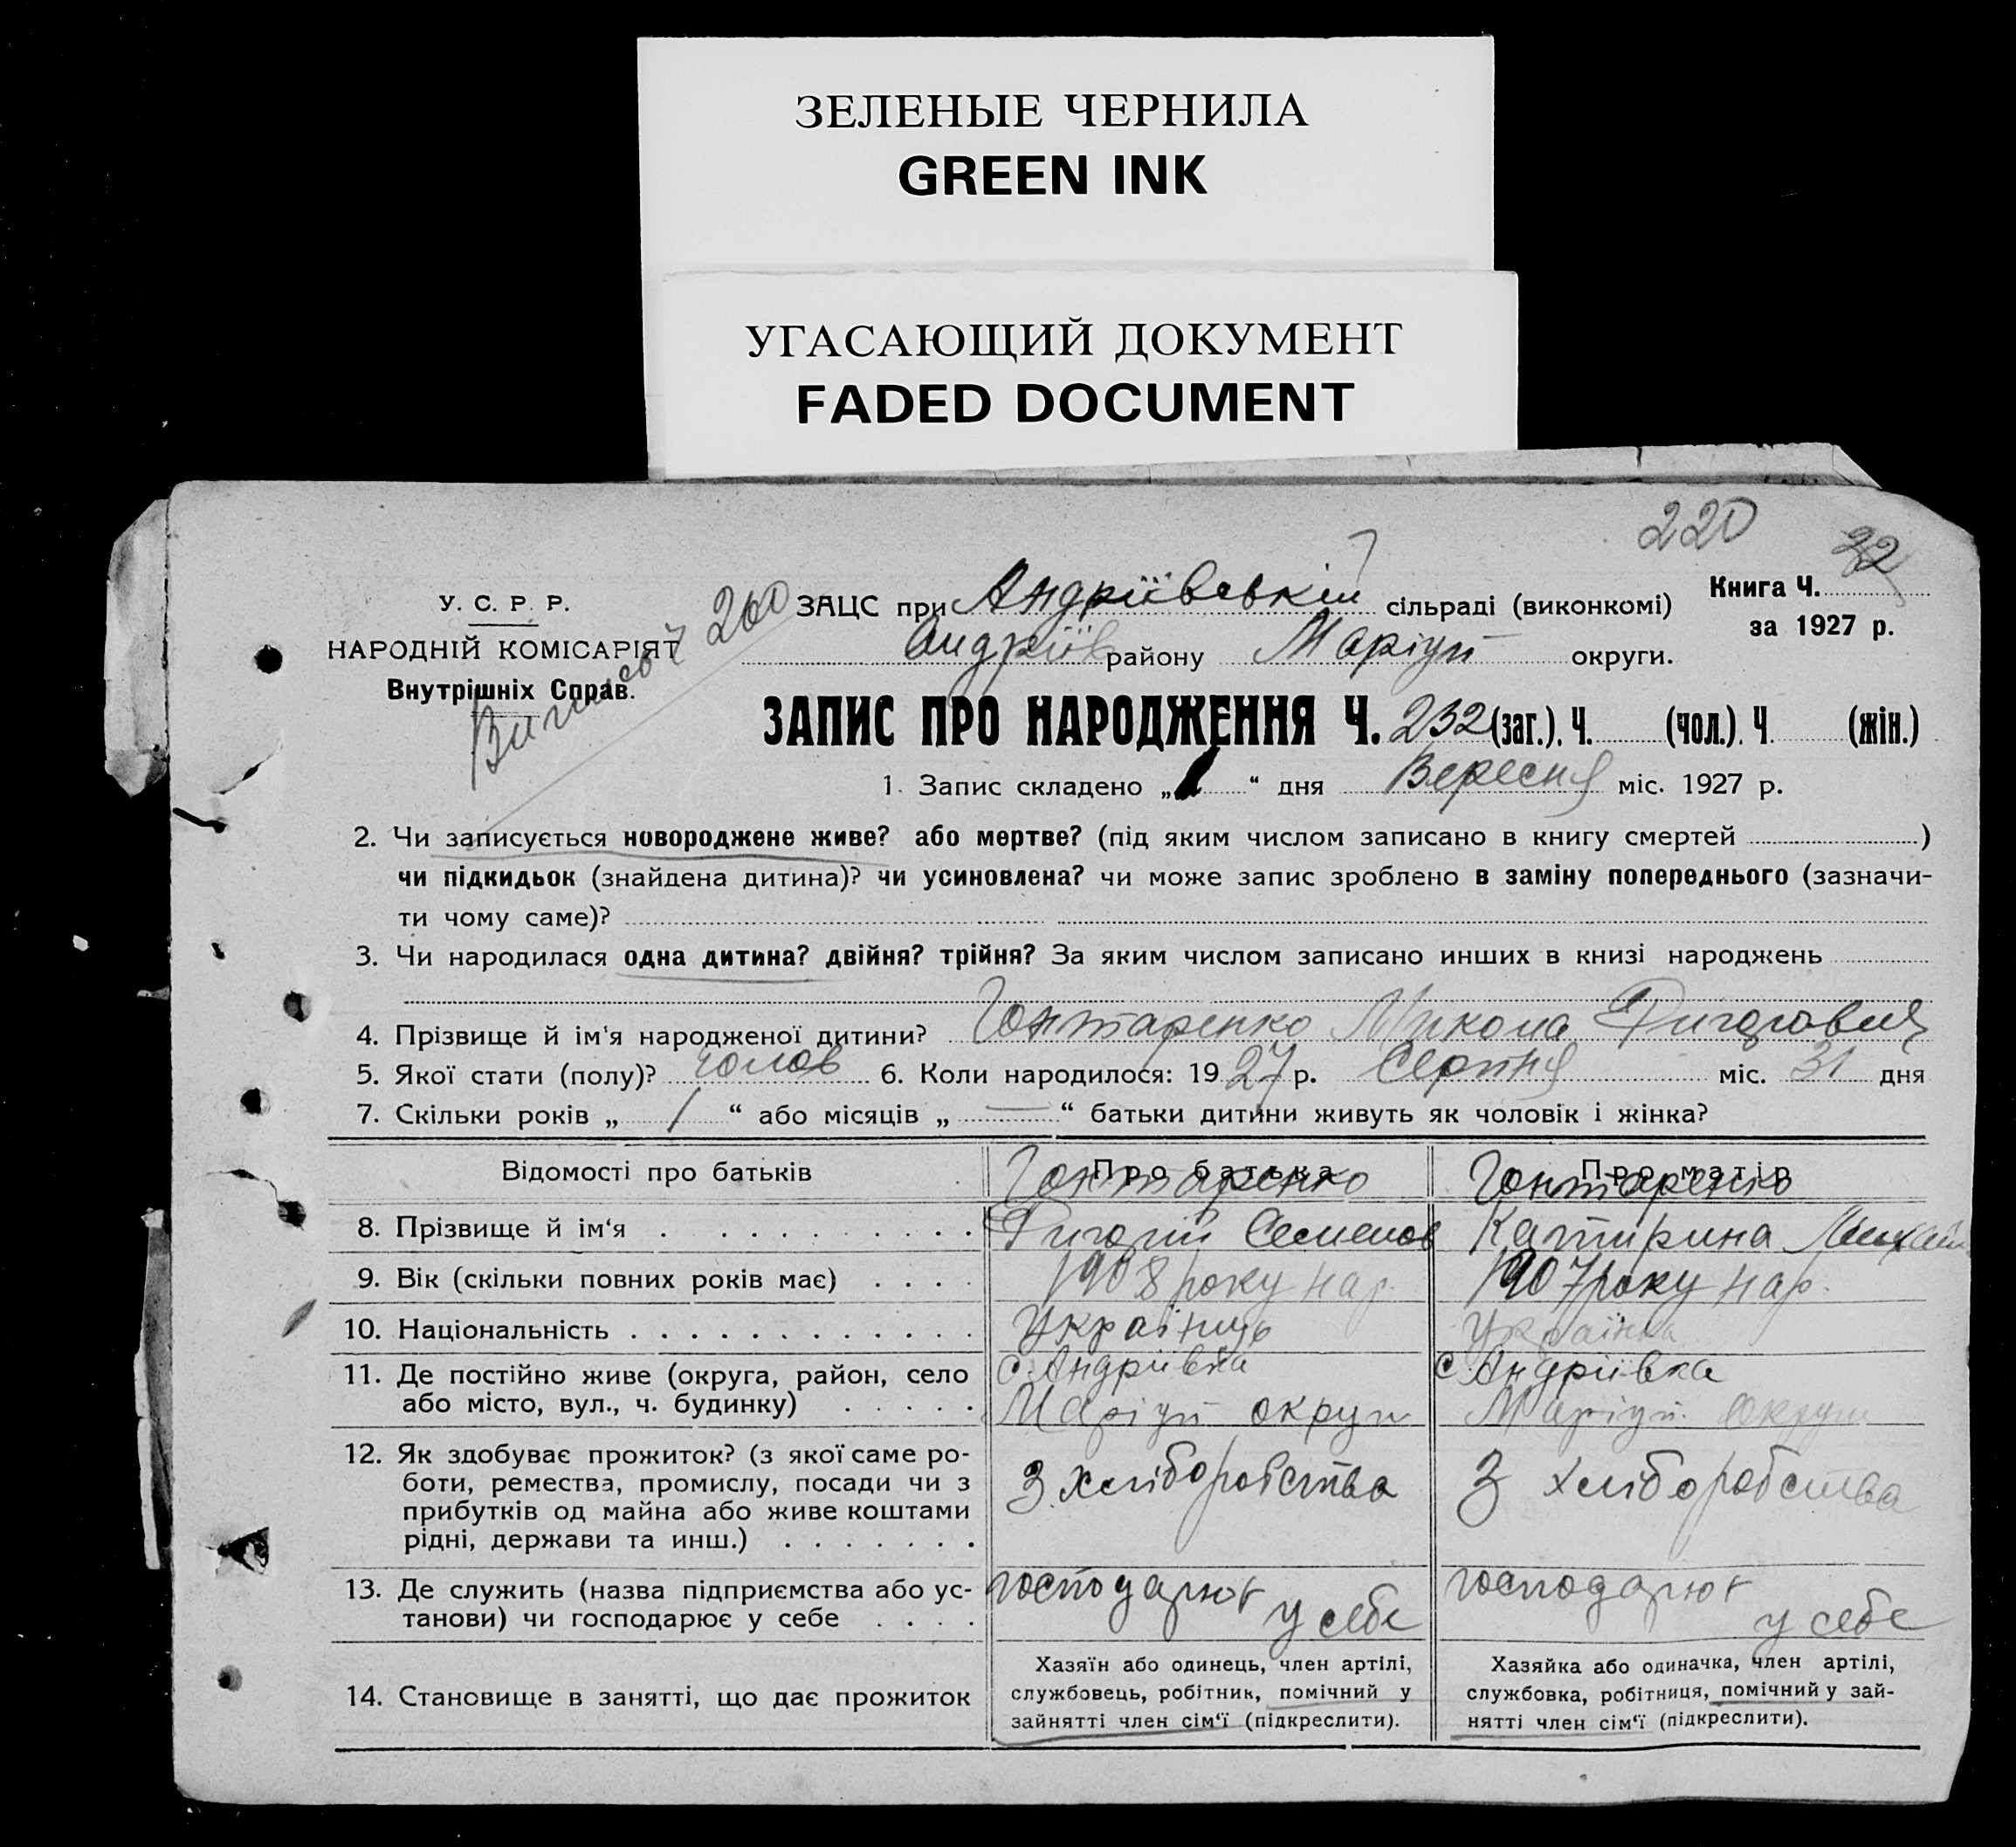 ЗЕЛЕНЫЕ ЧЕРНИЛА
GREEN INK
УГАСАЮЩИЙ ДОКУМЕНТ
FADED DOCUMENT
220
22
У. С. Р. Р.
НАРОДНІЙ КОМІСАРІЯТ
Внутрішніх Справ.
260
ЗАЦС при Андріївській сільраді (виконкомі)
Книга Ч.
за 1927 р.
Андріїв району Маріуп округи.
ЗАПИС ПРО НАРОДЖЕННЯ Ч. 232 (заг.), Ч. (чол.), Ч. (жін.)
1. Запис складено „1“ дня Вересня міс. 1927 р.
2. Чи записується новороджене живе? або мертве? (під яким числом записано в книгу смертей )
чи підкидьок (знайдена дитина)? чи усиновлена? чи може запис зроблено в заміну попереднього (зазначи-
ти чому саме)?
3. Чи народилася одна дитина? двійня? трійня? За яким числом записано инших в книзі народжень
4. Прізвище й ім'я народженої дитини? Гонтаренко Микола Григорович
5. Якої стати (полу)? чолов 6. Коли народилося: 1927 р. Серпня міс. 31 дня
7. Скільки років „ 1 “ або місяців „ — “ батьки дитини живуть як чоловік і жінка?
Відомості про батьків Про батька Про матір
Гонтаренко Гонтаренко
8. Прізвище й ім‘я . . . . . . . . . . Григорій Семенов Катирина
9. Вік (скільки повних років має) . . . . 1908 року нар. 1907 року нар.
10. Національність . . . . . . . . . . . . . Українць Українка
11. Де постійно живе (округа, район, село с. Андріівка с Андріівка
або місто, вул., ч. будинку) . . . . . Маріуп округи Маріуп. округи
12. Як здобуває прожиток? (з якої саме ро-
боти, ремества, промислу, посади чи з З хліборобства З хліборобства
прибутків од майна або живе коштами
рідні, держави та инш.) . . . . . . .
13. Де служить (назва підприємства або ус- господарют господарют
танови) чи господарює у себе . . . . у себе у себе
14. Становище в занятті, що дає прожиток
Хазяїн або одинець, член артілі,
службовець, робітник, помічний у
зайнятті член сім‘ї (підкреслити).
Хазяйка або одиначка, член артілі,
службовка, робітниця, помічний у зай-
нятті член сім‘ї (підкреслити).